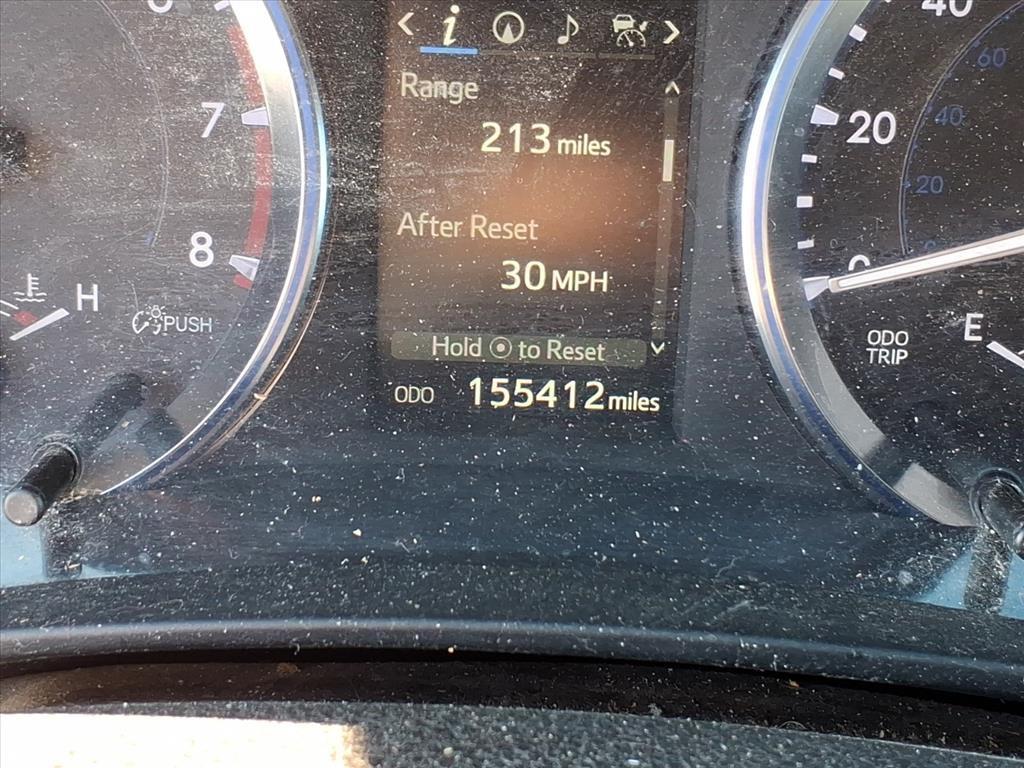 Range
213 miles
After Reset
30 MPH
Hold to Reset
ODO 155412 miles
7
8
H
PUSH
40
20
0
60
40
20
ODO
TRIP
E